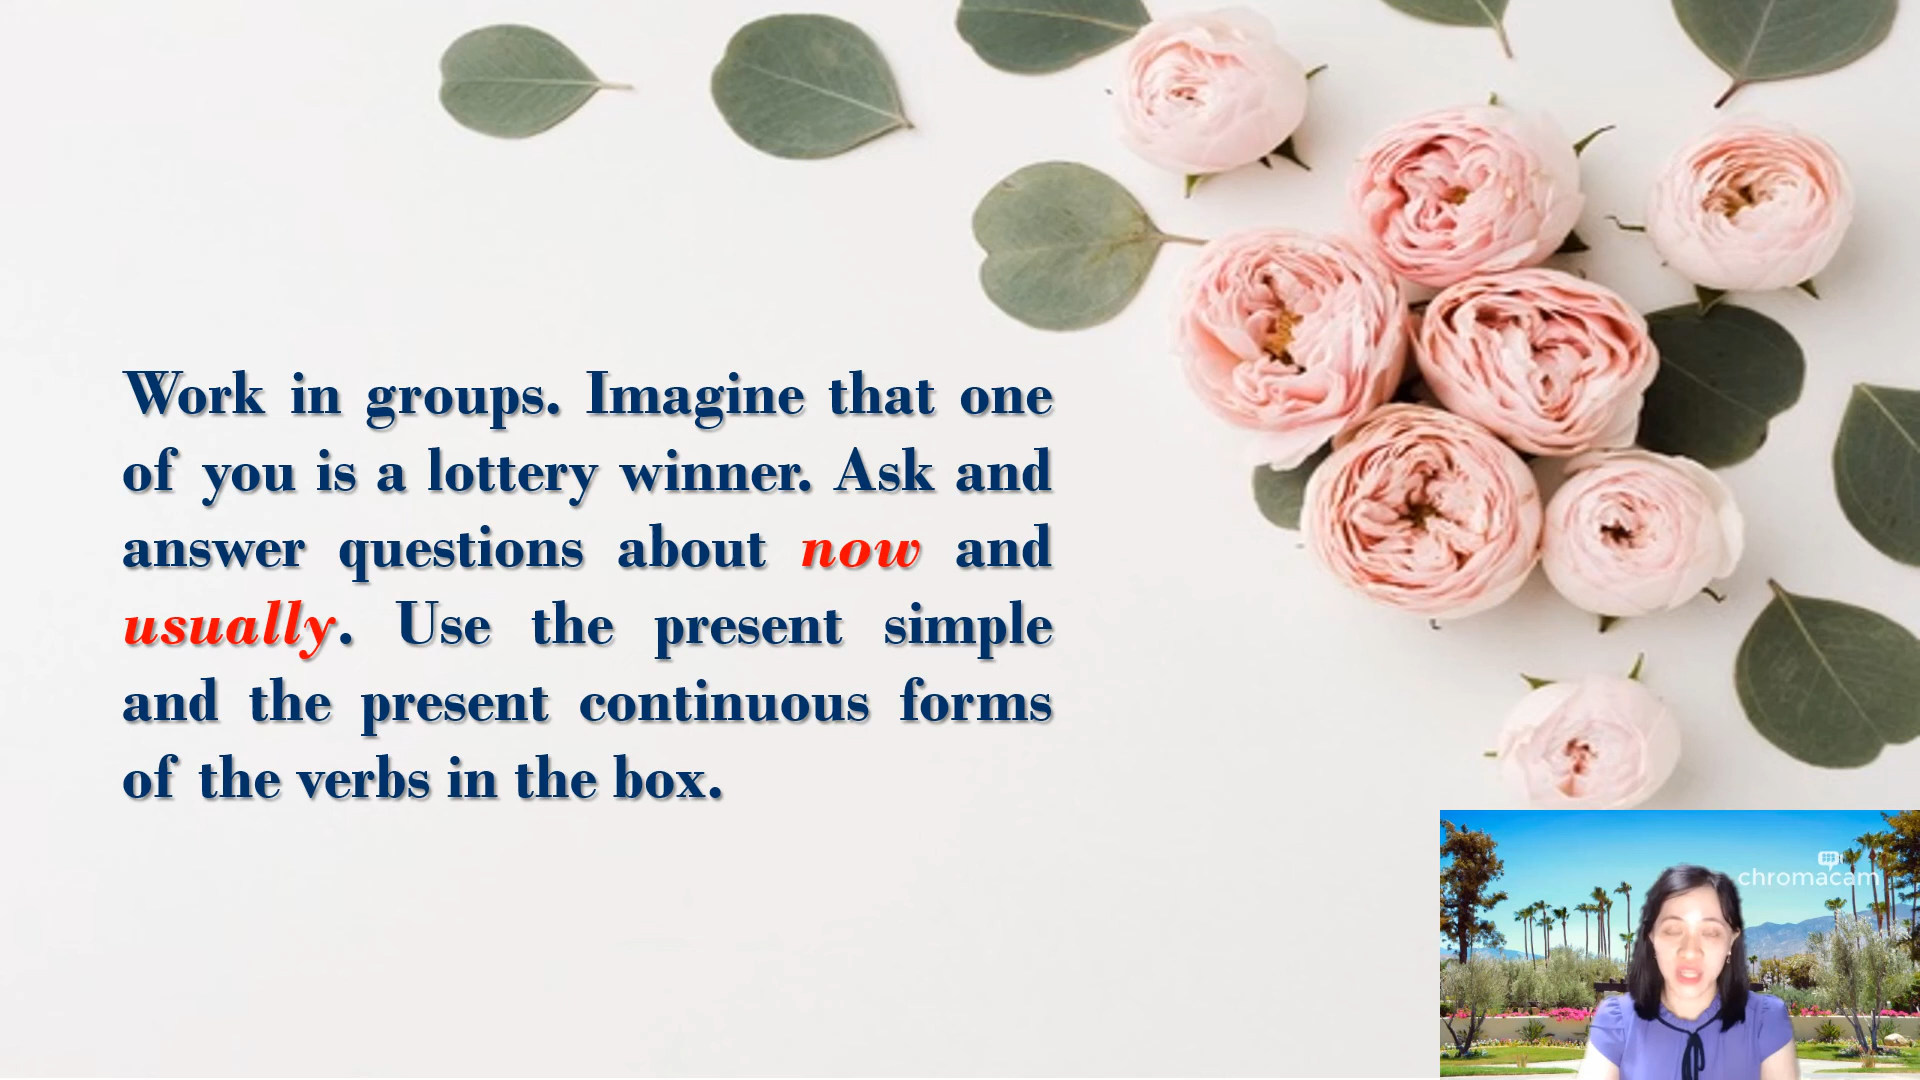 Work in groups. Imagine that one
of you is a lottery winner. Ask and
answer questions about now and
usually. Use the present simple
and the present continuous forms
of the verbs in the box.
chromacam